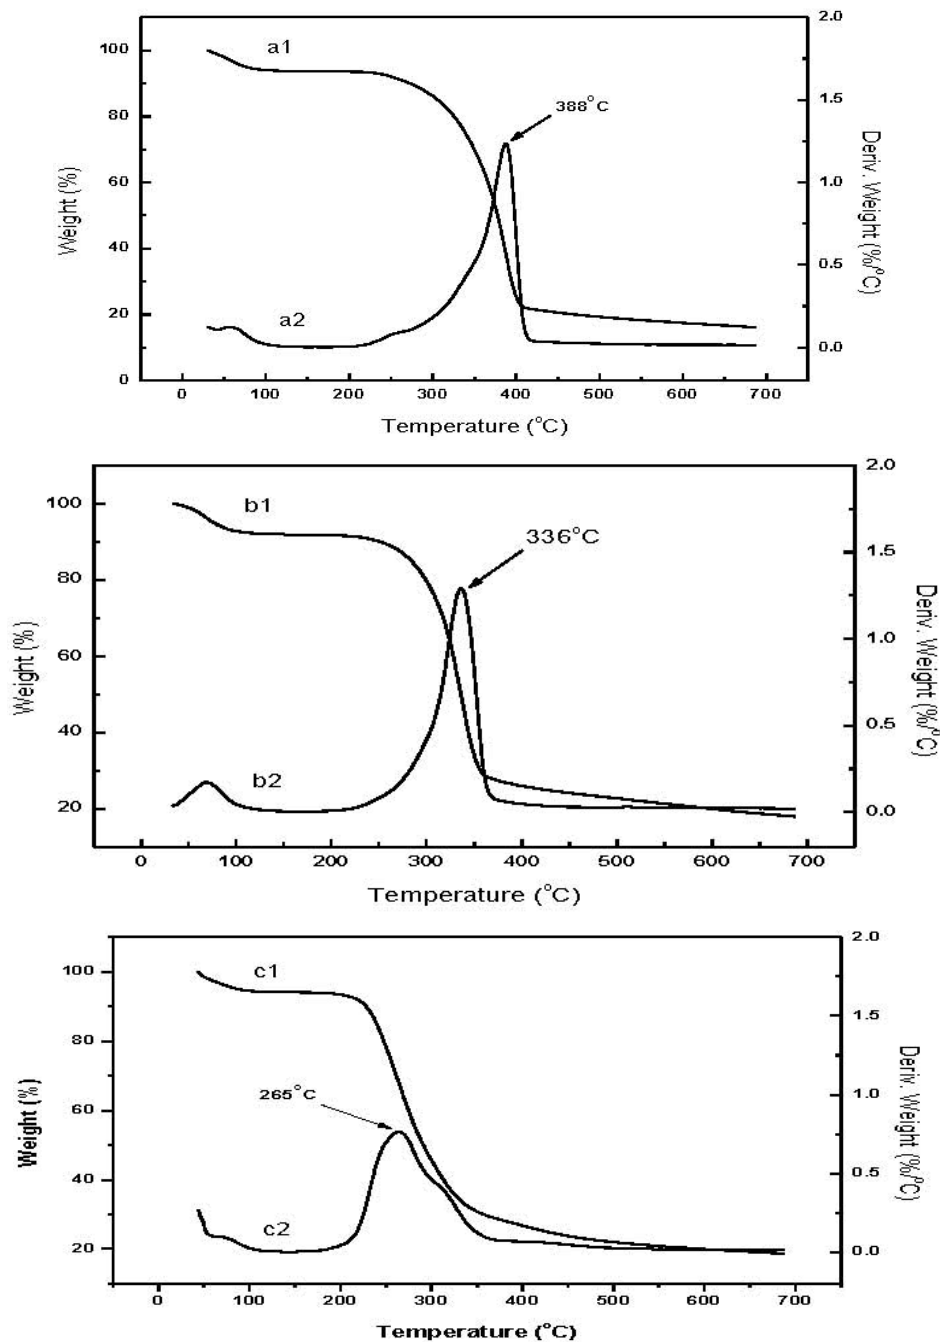 2.0
100
a1
388°C
1.5
80
60
1.0
40
0.5
20
a2
0.0
0
0 100 200 300 400 500 600 700
Weight (%)
Deriv. Weight (%/°C)
Temperature (°C)
2.0
100
b1
336°C
1.5
80
60
1.0
40
0.5
b2
20
0.0
0 100 200 300 400 500 600 700
Weight (%)
Deriv. Weight (%/°C)
Temperature (°C)
2.0
100
c1
1.5
80
265°C
1.0
60
40
0.5
c2
20
0.0
0 100 200 300 400 500 600 700
Weight (%)
Deriv. Weight (%/°C)
Temperature (°C)